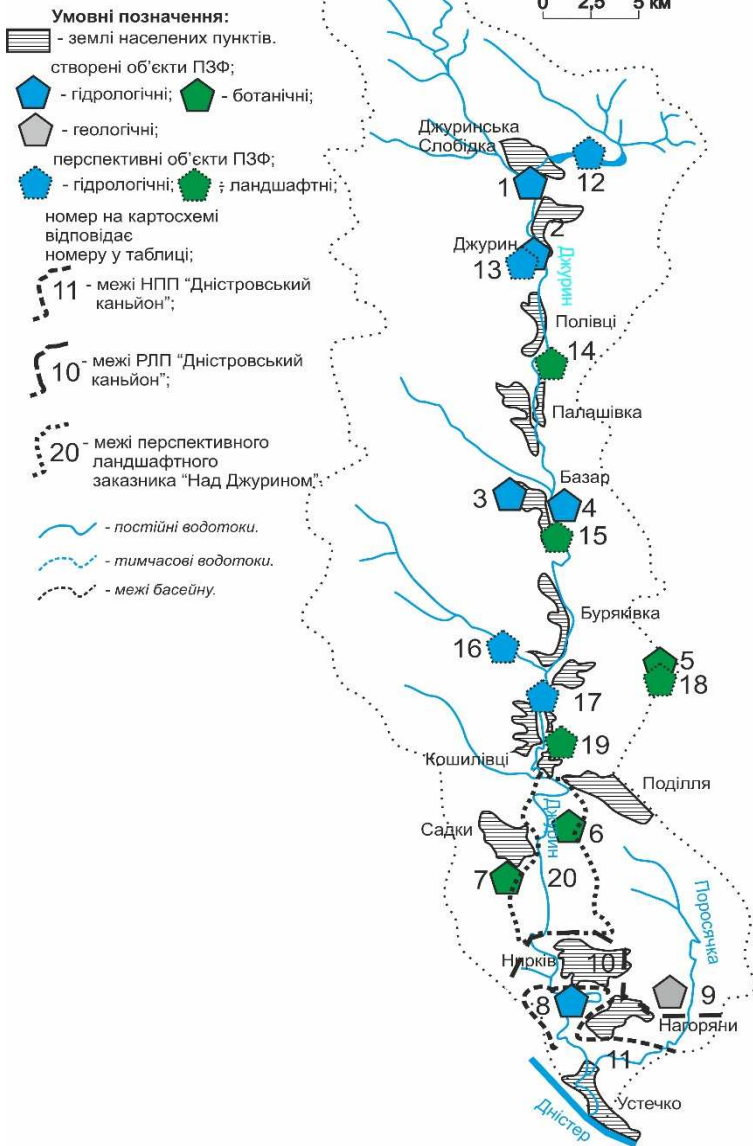 Умовні позначення:
- землі населених пунктів.
створені об'єкти ПЗФ;
- гідрологічні; - ботанічні;
- геологічні;
перспективні об'єкти ПЗФ;
- гідрологічні; - ландшафтні;
номер на картосхемі
відповідає
номеру у таблиці;
11 - межі НПП "Дністровський
каньйон";
10 - межі РЛП "Дністровський
каньйон";
20 - межі перспективного
ландшафтного
заказника "Над Джурином".
- постійні водотоки.
- тимчасові водотоки.
- межі басейну.
0 2,5 5 км
Джуринська
Слобідка
1
12
2
Джурин
13
Джурин
Полівці
14
Палашівка
Базар
3
4
15
Буряківка
16
5
18
17
19
Кошилівці
Поділля
Джурин
Садки
6
7
20
Поросячка
Нирків
10
8
9
Нагоряни
11
Устечко
Дністер